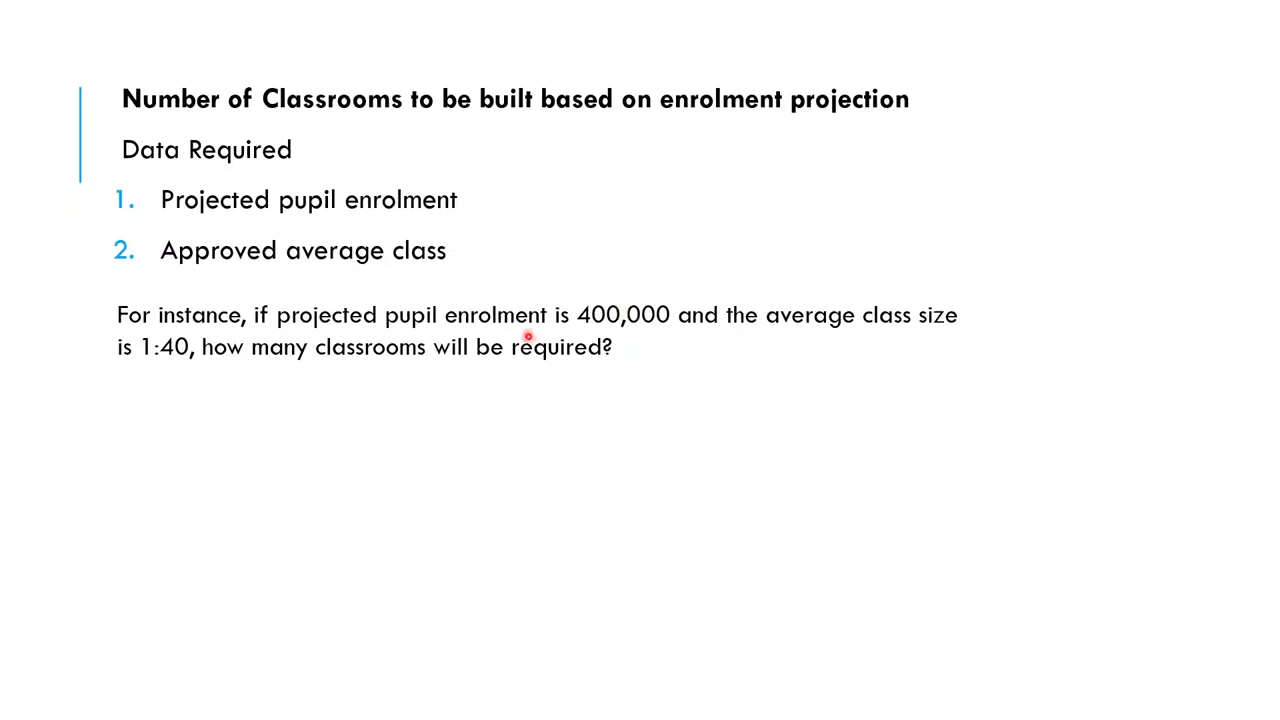 Number of Classrooms to be built based on enrolment projection
Data Required
1. Projected pupil enrolment
2. Approved average class
For instance, if projected pupil enrolment is 400,000 and the average class size
is 1:40, how many classrooms will be required?